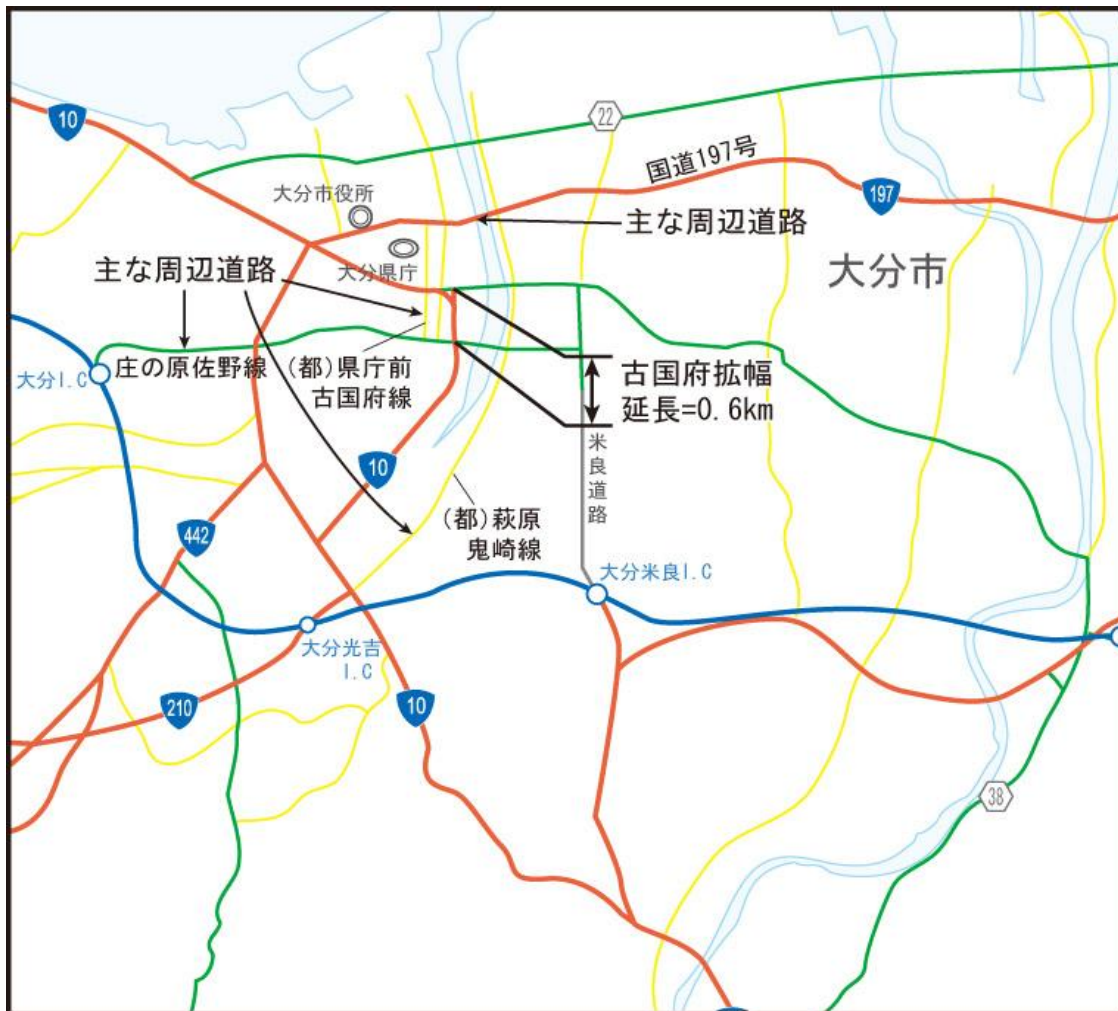 10
22
国道197号
197
大分市役所
主な周辺道路
大分県庁
大分市
主な周辺道路
庄の原佐野線
(都)県庁前
古国府線
大分I.C
古国府拡幅
延長=0.6km
米良道路
10
(都)萩原
鬼崎線
442
大分米良I.C
大分光吉
I.C
210
10
38